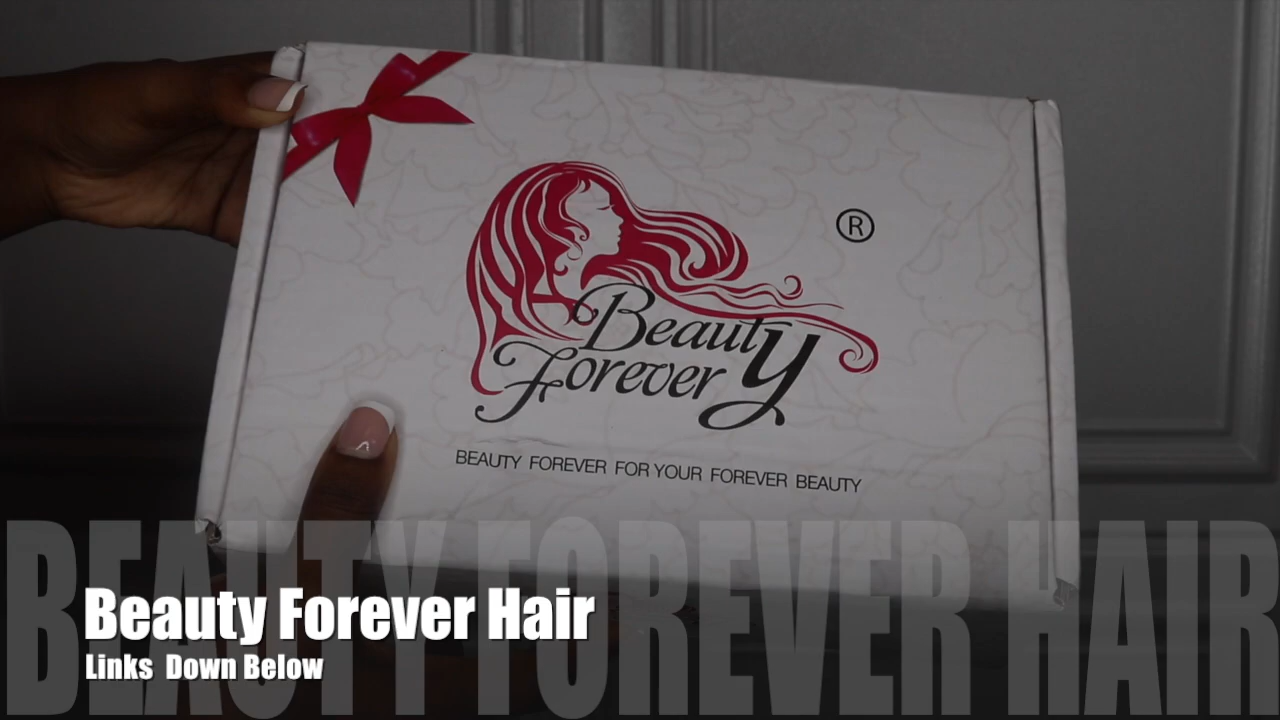 ®
Beauty
Forever
BEAUTY FOREVER FOR YOUR FOREVER BEAUTY
BEAUTY FOREVER HAIR
Beauty Forever Hair
Links Down Below